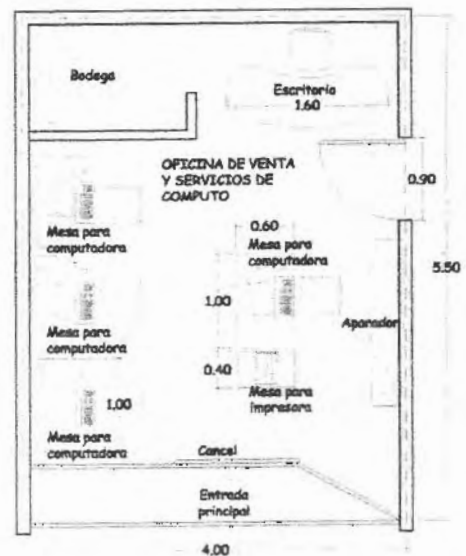 Bodega
Escritorio
1.60
OFICINA DE VENTA
Y SERVICIOS DE
COMPUTO
0.90
Mesa para
computadora
0.60
Mesa para
computadora
5.50
1.00
Mesa para
computadora
Aparador
0.40
Mesa para
impresora
1.00
Mesa para
computadora
Cancel
Entrada
principal
4.00